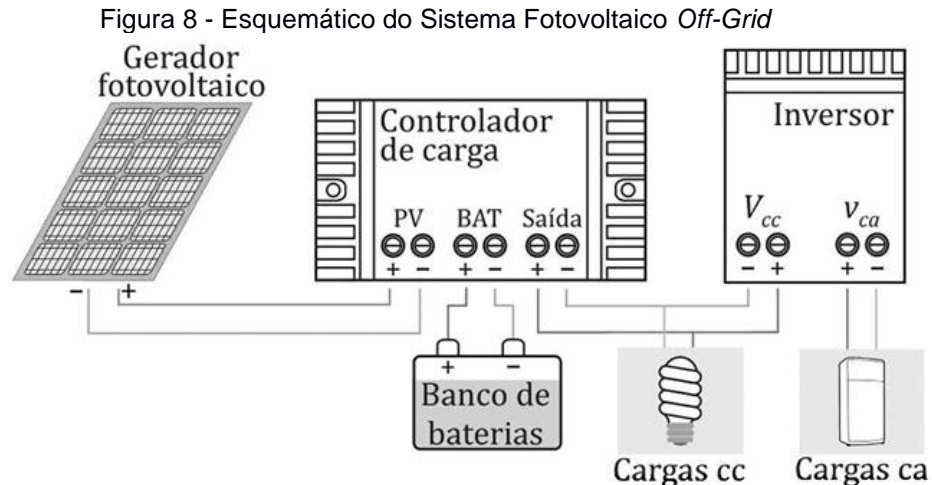 Figura 8 - Esquemático do Sistema Fotovoltaico Off-Grid
Gerador
fotovoltaico
- +
Controlador
de carga
PV BAT Saída
+ - + - + -
Inversor
Vcc vca
- + + -
+ -
Banco de
baterias
Cargas cc
Cargas ca